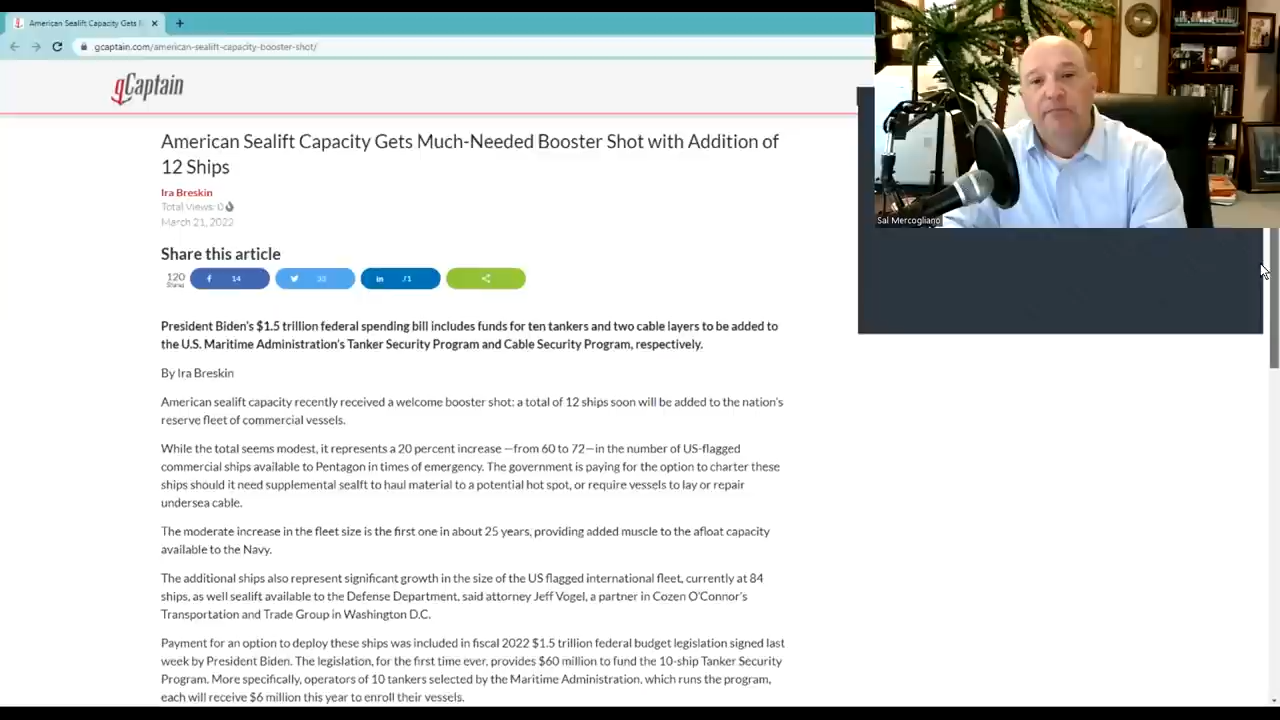 American Sealift Capacity Gets
gcaptain.com/american-sealift-capacity-booster-shot/
gCaptain
American Sealift Capacity Gets Much-Needed Booster Shot with Addition of
12 Ships
Ira Breskin
Total Views: 0
March 21, 2022
Share this article
120
Shares
14
33
71
President Biden's $1.5 trillion federal spending bill includes funds for ten tankers and two cable layers to be added to
the U.S. Maritime Administration's Tanker Security Program and Cable Security Program, respectively.
By Ira Breskin
American sealift capacity recently received a welcome booster shot: a total of 12 ships soon will be added to the nation's
reserve fleet of commercial vessels.
While the total seems modest, it represents a 20 percent increase —from 60 to 72—in the number of US-flagged
commercial ships available to Pentagon in times of emergency. The government is paying for the option to charter these
ships should it need supplemental sealft to haul material to a potential hot spot, or require vessels to lay or repair
undersea cable.
The moderate increase in the fleet size is the first one in about 25 years, providing added muscle to the afloat capacity
available to the Navy.
The additional ships also represent significant growth in the size of the US flagged international fleet, currently at 84
ships, as well sealift available to the Defense Department, said attorney Jeff Vogel, a partner in Cozen O'Connor's
Transportation and Trade Group in Washington D.C.
Payment for an option to deploy these ships was included in fiscal 2022 $1.5 trillion federal budget legislation signed last
week by President Biden. The legislation, for the first time ever, provides $60 million to fund the 10-ship Tanker Security
Program. More specifically, operators of 10 tankers selected by the Maritime Administration, which runs the program,
each will receive $6 million this year to enroll their vessels.
Sal Mercogliano